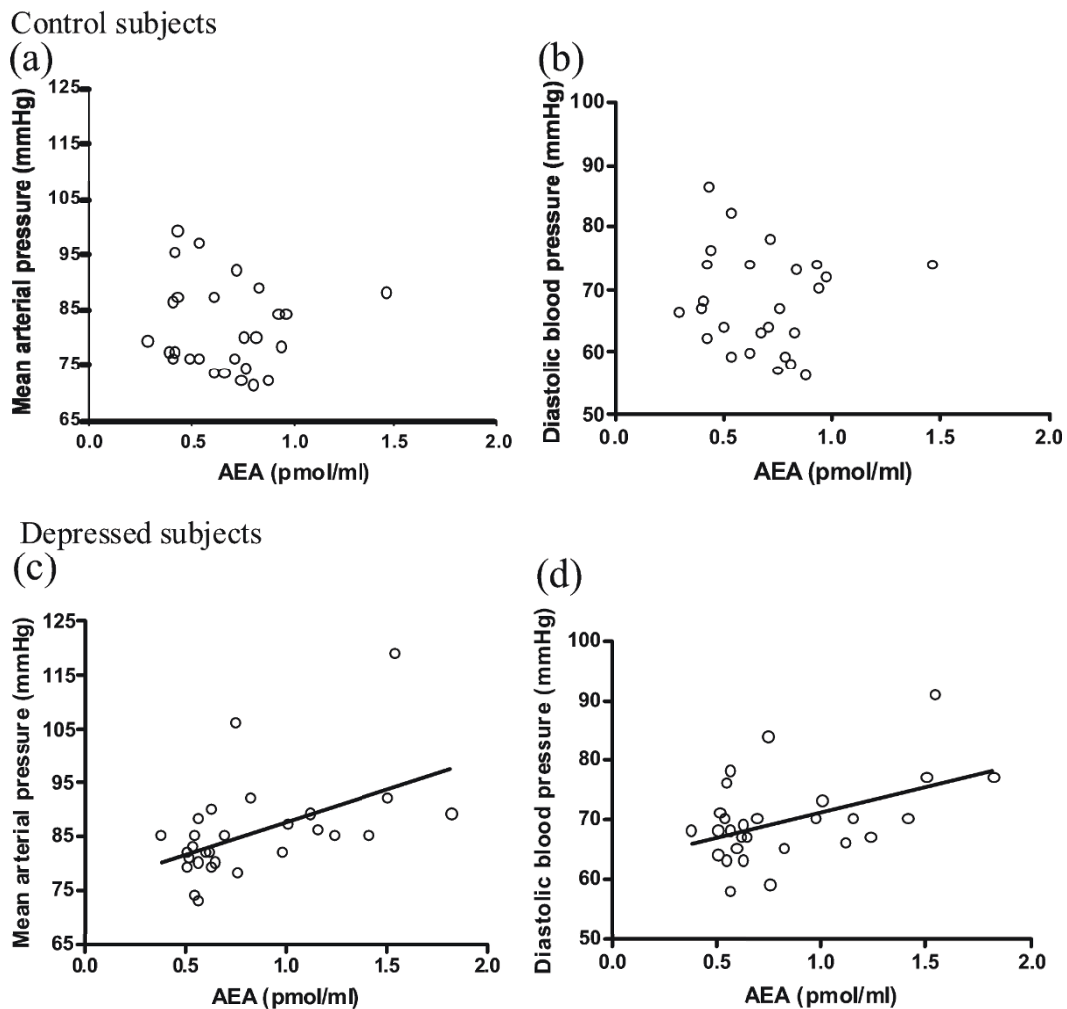 Control subjects
(a)
Mean arterial pressure (mmHg)
125
115
105
95
85
75
65
0.0 0.5 1.0 1.5 2.0
AEA (pmol/ml)
(b)
Diastolic blood pressure (mmHg)
100
90
80
70
60
50
0.0 0.5 1.0 1.5 2.0
AEA (pmol/ml)
Depressed subjects
(c)
Mean arterial pressure (mmHg)
125
115
105
95
85
75
65
0.0 0.5 1.0 1.5 2.0
AEA (pmol/ml)
(d)
Diastolic blood pressure (mmHg)
100
90
80
70
60
50
0.0 0.5 1.0 1.5 2.0
AEA (pmol/ml)